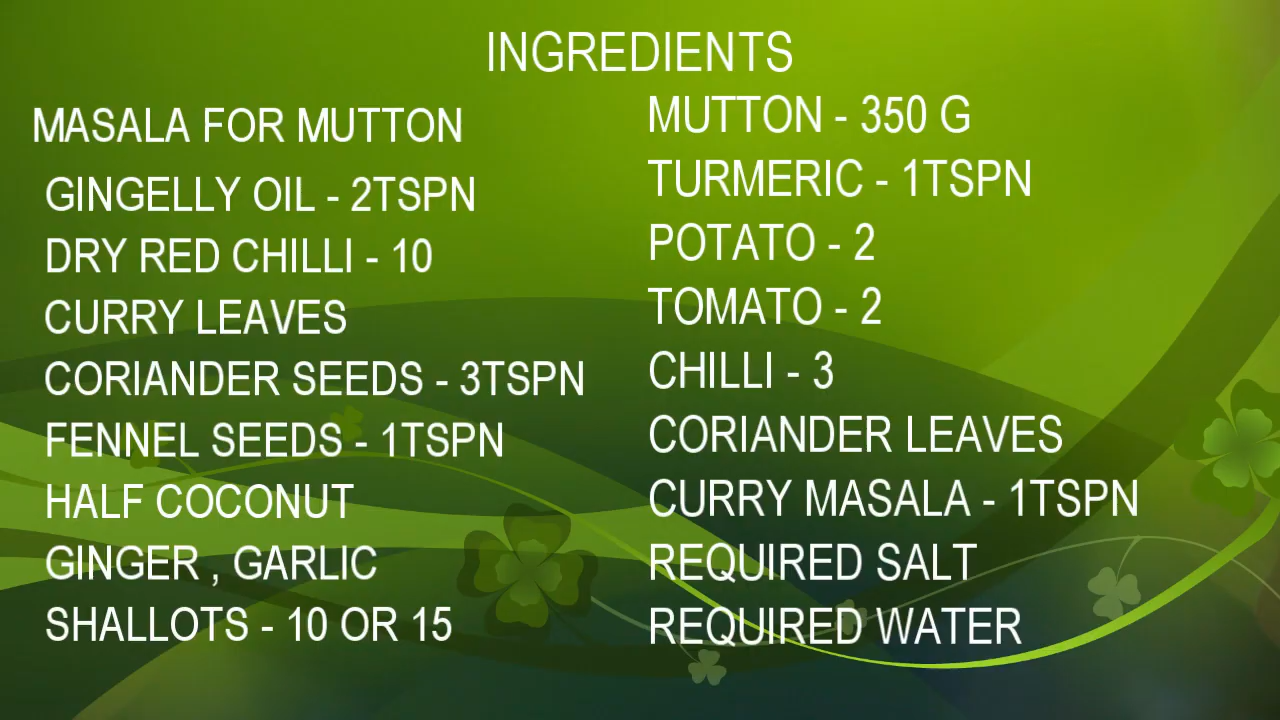 INGREDIENTS
MASALA FOR MUTTON
GINGELLY OIL - 2TSPN
DRY RED CHILLI - 10
CURRY LEAVES
CORIANDER SEEDS - 3TSPN
FENNEL SEEDS - 1TSPN
HALF COCONUT
GINGER , GARLIC
SHALLOTS - 10 OR 15
MUTTON - 350 G
TURMERIC - 1TSPN
POTATO - 2
TOMATO - 2
CHILLI - 3
CORIANDER LEAVES
CURRY MASALA - 1TSPN
REQUIRED SALT
REQUIRED WATER